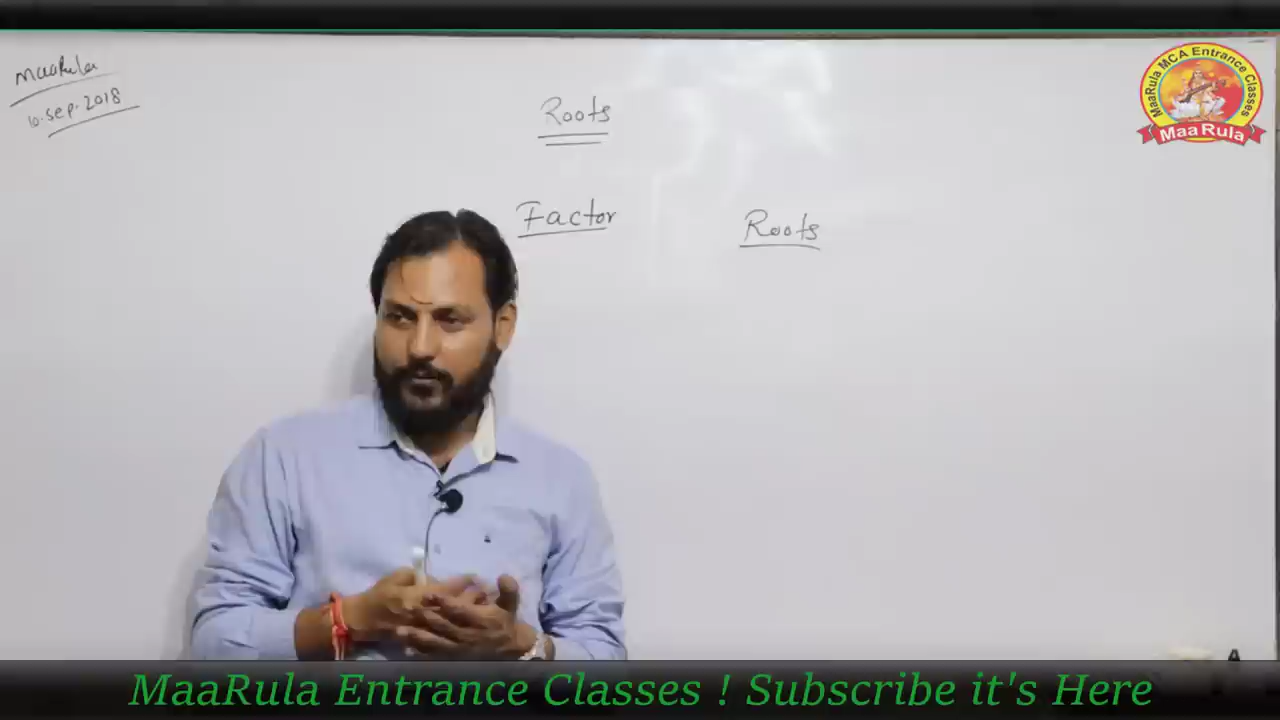 MaaRula
10.Sep.2018
Roots
Factor
Roots
MaaRula MCA Entrance Classes
MaaRula
MaaRula Entrance Classes ! Subscribe it's Here